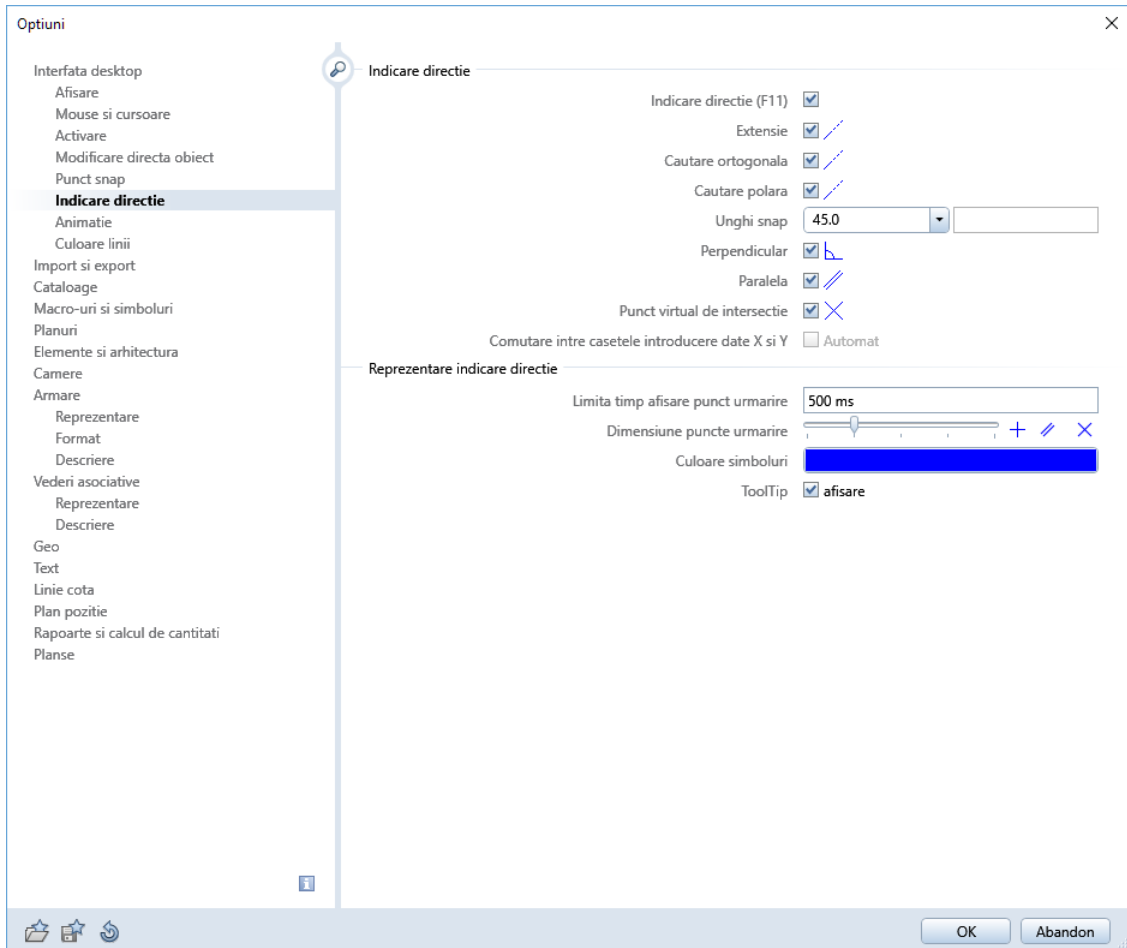 Optiuni
Interfata desktop
Afisare
Mouse si cursoare
Activare
Modificare directa obiect
Punct snap
Indicare directie
Animatie
Culoare linii
Import si export
Cataloage
Macro-uri si simboluri
Planuri
Elemente si arhitectura
Camere
Armare
Reprezentare
Format
Descriere
Vederi asociative
Reprezentare
Descriere
Geo
Text
Linie cota
Plan pozitie
Rapoarte si calcul de cantitati
Planse
Indicare directie
Indicare directie (F11)
Extensie
Cautare ortogonala
Cautare polara
Unghi snap 45.0
Perpendicular
Paralela
Punct virtual de intersectie
Comutare intre casetele introducere date X si Y Automat
Reprezentare indicare directie
Limita timp afisare punct urmarire 500 ms
Dimensiune puncte urmarire
Culoare simboluri
ToolTip afisare
OK Abandon